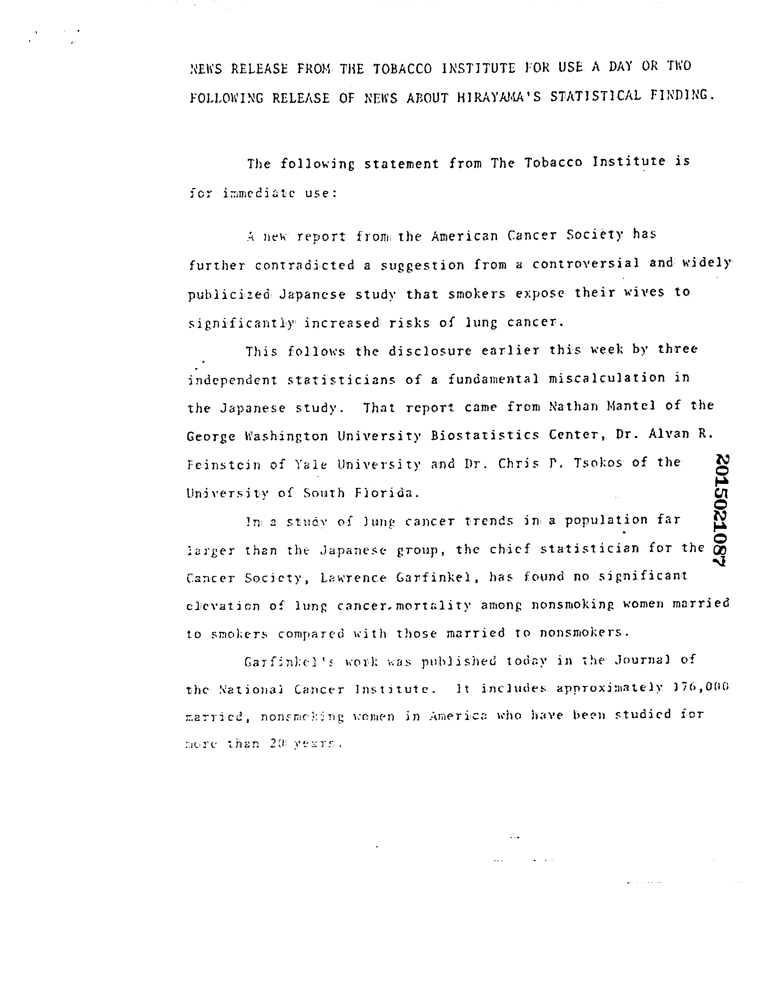 NEWS RELEASE FROM THE TOBACCO INSTITUTE FOR USE A DAY OR TWO
FOLLOWING RELEASE OF NEWS ABOUT HIRAYAMA'S STATISTICAL FINDING.
The following statement from The Tobacco Institute is
for immediate use:
A new report from the American Cancer Society has
further contradicted a suggestion from a controversial and widely
publicized Japanese study that smokers expose their wives to
significantly increased risks of lung cancer.
This follows the disclosure earlier this week by three
independent statisticians of a fundamental miscalculation in
the Japanese study. That report came from Nathan Mantel of the
George Washington University Biostatistics Center, Dr. Alvan R.
Feinstein of Yale University and Dr. Chris P. Tsokos of the
University of South Florida.
In a study of lung cancer trends in a population far
larger than the Japanese group, the chief statistician for the
Cancer Society, Lawrence Garfinkel, has found no significant
elevation of lung cancer mortality among nonsmoking women married
to smokers compared with those married to nonsmokers.
Garfinkel's work was published today in the Journal of
the National Cancer Institute. It includes approximately 176,000
married, nonsmoking women in America who have been studied for
more than 20 years.
2015021087